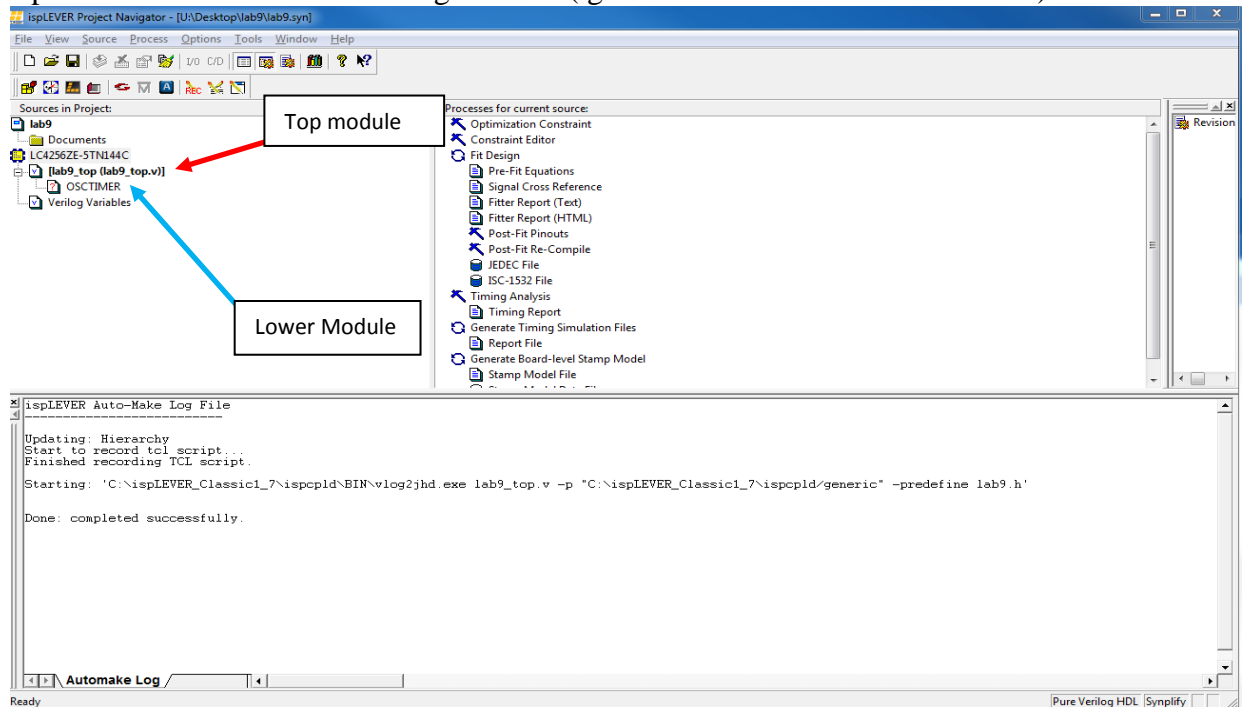 ispLEVER Project Navigator - [U:\Desktop\lab9\lab9.syn]
File View Source Process Options Tools Window Help
I/O C/D
REC
Sources in Project:
lab9
Documents
LC4256ZE-5TN144C
[lab9_top (lab9_top.v)]
OSCTIMER
Verilog Variables
Top module
Lower Module
Processes for current source:
Optimization Constraint
Constraint Editor
Fit Design
Pre-Fit Equations
Signal Cross Reference
Fitter Report (Text)
Fitter Report (HTML)
Post-Fit Pinouts
Post-Fit Re-Compile
JEDEC File
ISC-1532 File
Timing Analysis
Timing Report
Generate Timing Simulation Files
Report File
Generate Board-level Stamp Model
Stamp Model File
Revision
ispLEVER Auto-Make Log File
---------------------------
Updating: Hierarchy
Start to record tcl script...
Finished recording TCL script.
Starting: 'C:\ispLEVER_Classic1_7\ispcpld\BIN\vlog2jhd.exe lab9_top.v -p "C:\ispLEVER_Classic1_7\ispcpld/generic" -predefine lab9.h'
Done: completed successfully.
Automake Log
Ready
Pure Verilog HDL Synplify